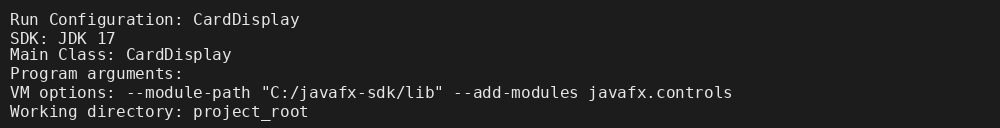 Run Configuration: CardDisplay
SDK: JDK 17
Main Class: CardDisplay
Program arguments:
VM options: --module-path "C:/javafx-sdk/lib" --add-modules javafx.controls
Working directory: project_root